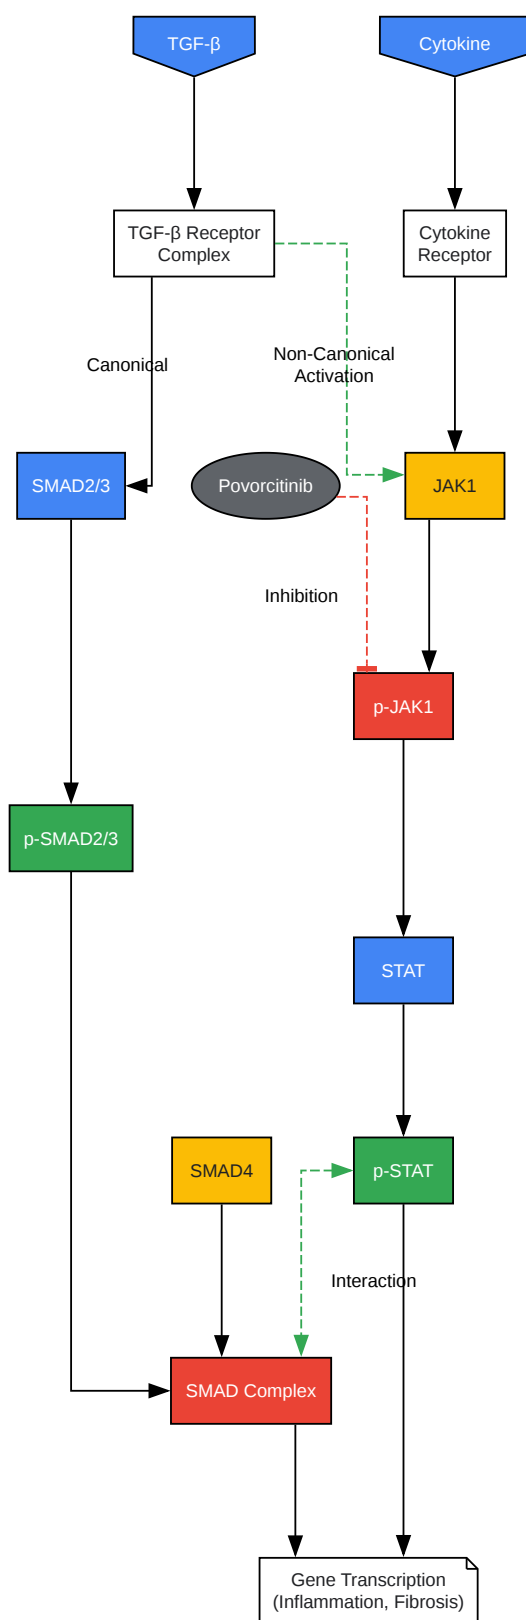 TGF-β
Cytokine
TGF-β Receptor
Complex
Cytokine
Receptor
Canonical
Non-Canonical
Activation
SMAD2/3
Povorcitinib
JAK1
Inhibition
p-JAK1
p-SMAD2/3
STAT
SMAD4
p-STAT
Interaction
SMAD Complex
Gene Transcription
(Inflammation, Fibrosis)